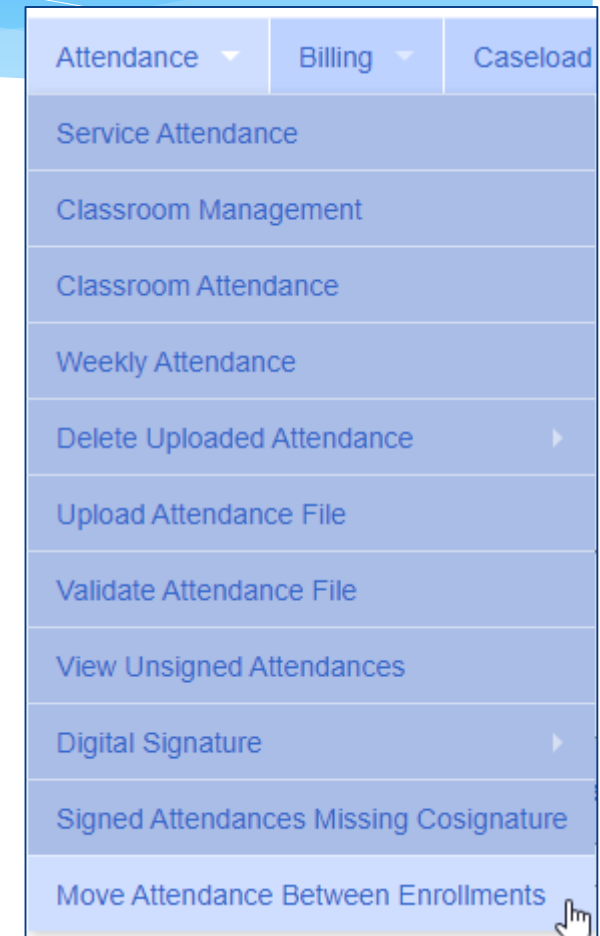 Attendance Billing Caseload
Service Attendance
Classroom Management
Classroom Attendance
Weekly Attendance
Delete Uploaded Attendance
Upload Attendance File
Validate Attendance File
View Unsigned Attendances
Digital Signature
Signed Attendances Missing Cosignature
Move Attendance Between Enrollments